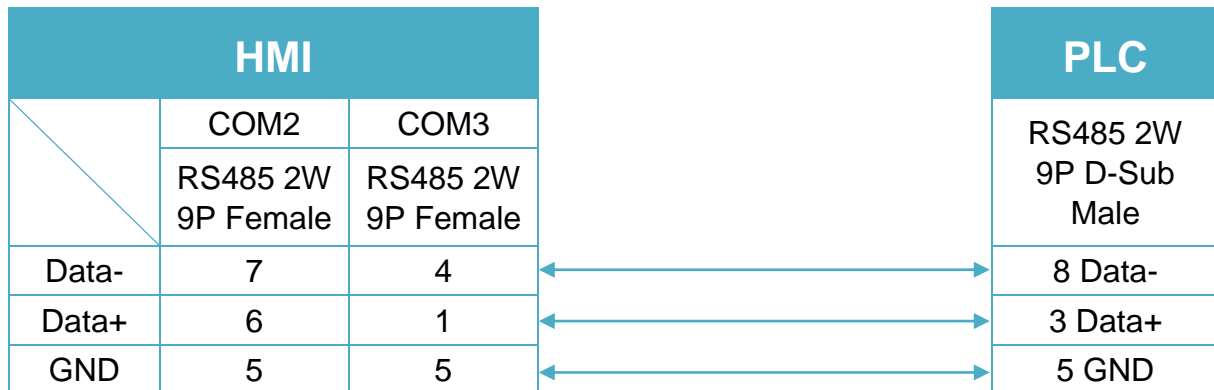 HMI
PLC
COM2 COM3
RS485 2W
9P Female
RS485 2W
9P Female
RS485 2W
9P D-Sub
Male
Data- 7 4 8 Data-
Data+ 6 1 3 Data+
GND 5 5 5 GND